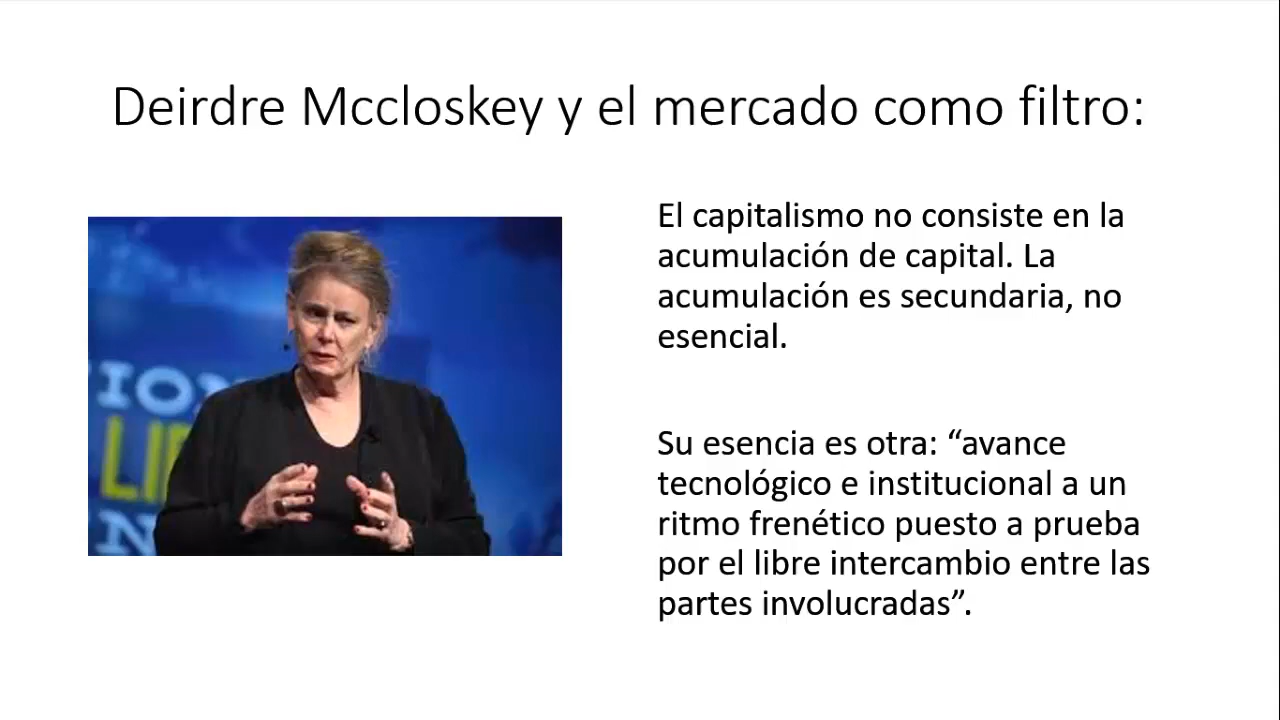 Deirdre Mccloskey y el mercado como filtro:
El capitalismo no consiste en la
acumulación de capital. La
acumulación es secundaria, no
esencial.
Su esencia es otra: “avance
tecnológico e institucional a un
ritmo frenético puesto a prueba
por el libre intercambio entre las
partes involucradas”.
ION
LI
N